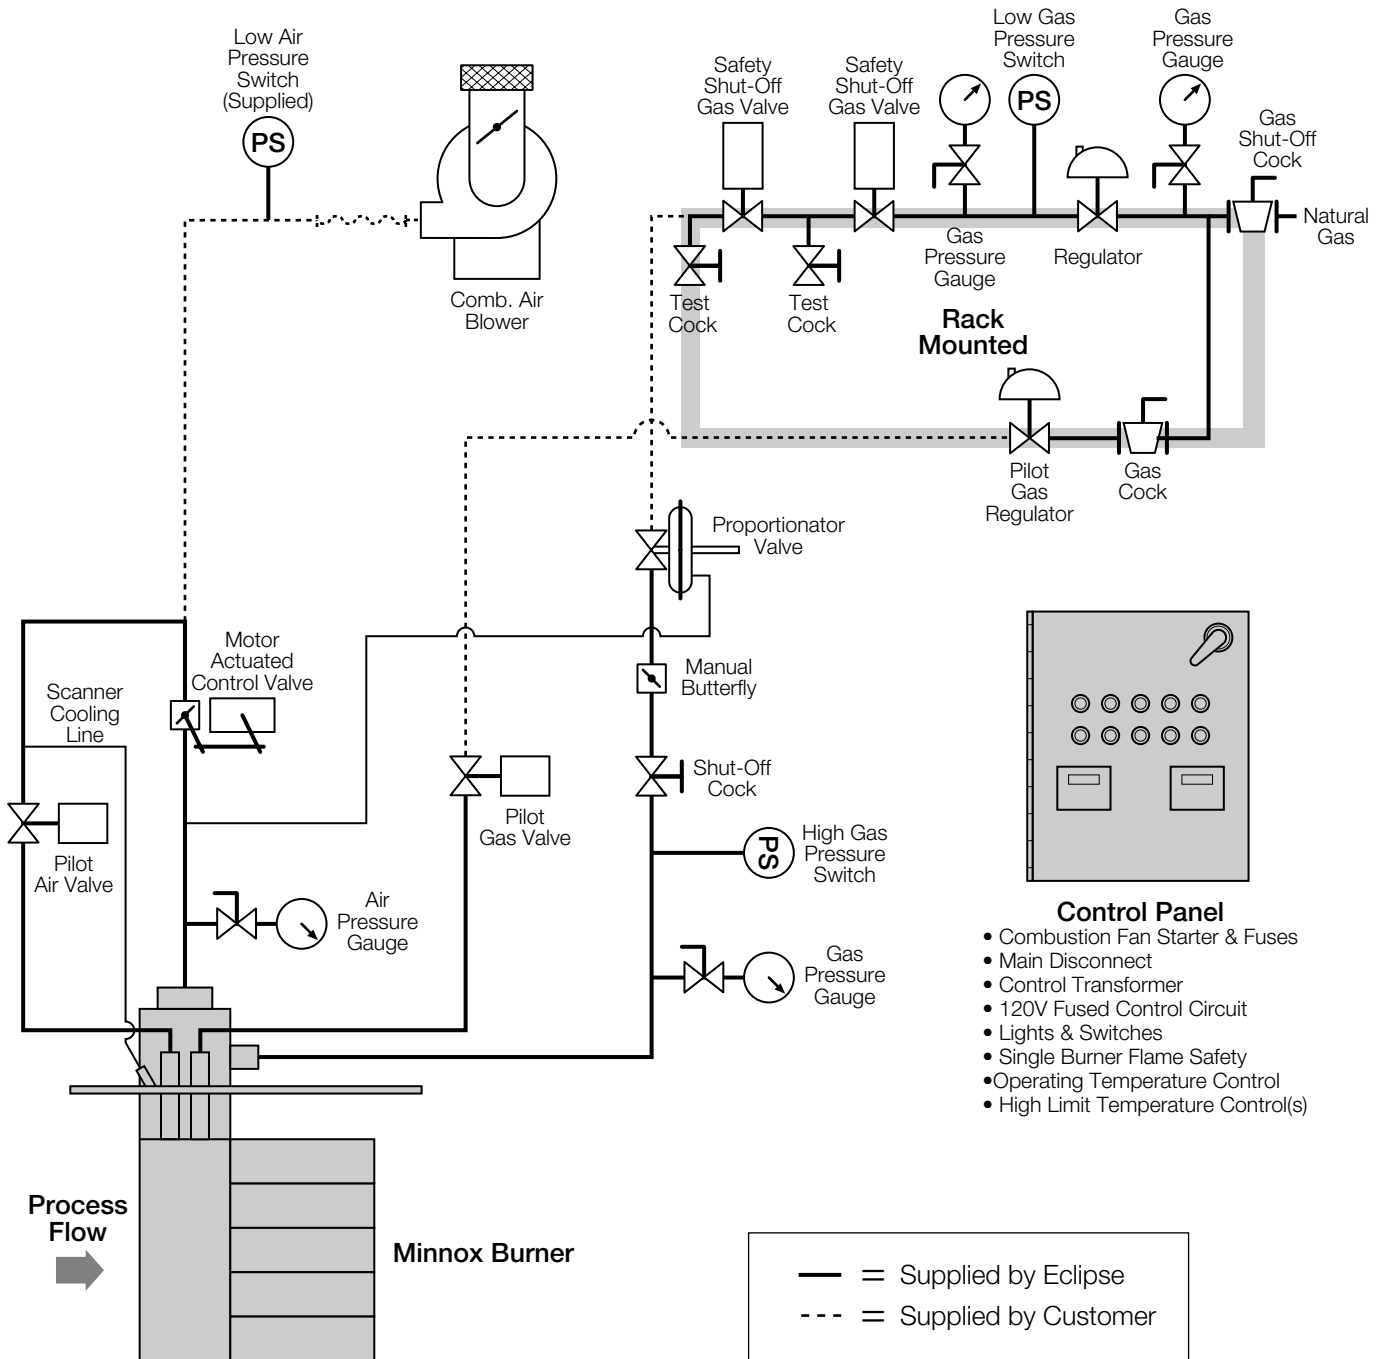 Low Air
Pressure
Switch
(Supplied)
PS
Comb. Air
Blower
Safety
Shut-Off
Gas Valve
Safety
Shut-Off
Gas Valve
Low Gas
Pressure
Switch
PS
Gas
Pressure
Gauge
Gas
Shut-Off
Cock
Natural
Gas
Gas
Pressure
Gauge
Regulator
Test
Cock
Test
Cock
Rack
Mounted
Pilot
Gas
Regulator
Gas
Cock
Proportionator
Valve
Motor
Actuated
Control Valve
Scanner
Cooling
Line
Manual
Butterfly
Shut-Off
Cock
Pilot
Gas Valve
Pilot
Air Valve
PS
High Gas
Pressure
Switch
Air
Pressure
Gauge
Gas
Pressure
Gauge
Control Panel
• Combustion Fan Starter & Fuses
• Main Disconnect
• Control Transformer
• 120V Fused Control Circuit
• Lights & Switches
• Single Burner Flame Safety
•Operating Temperature Control
• High Limit Temperature Control(s)
Process
Flow
Minnox Burner
= Supplied by Eclipse
= Supplied by Customer